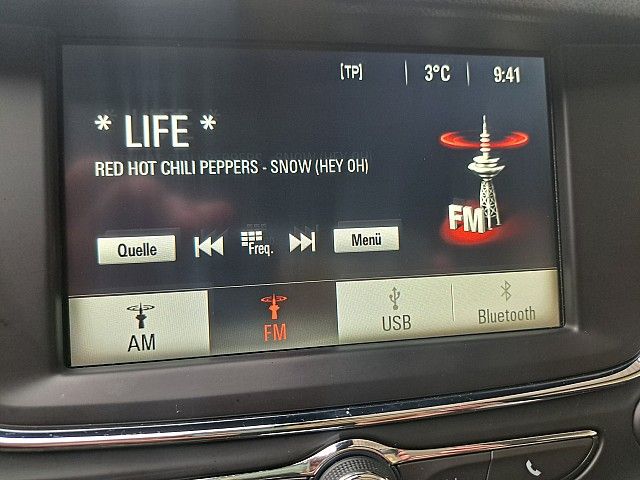 [TP] 3°C 9:41
* LIFE *
RED HOT CHILI PEPPERS - SNOW (HEY OH)
FM
Quelle Freq. Menü
AM FM USB Bluetooth